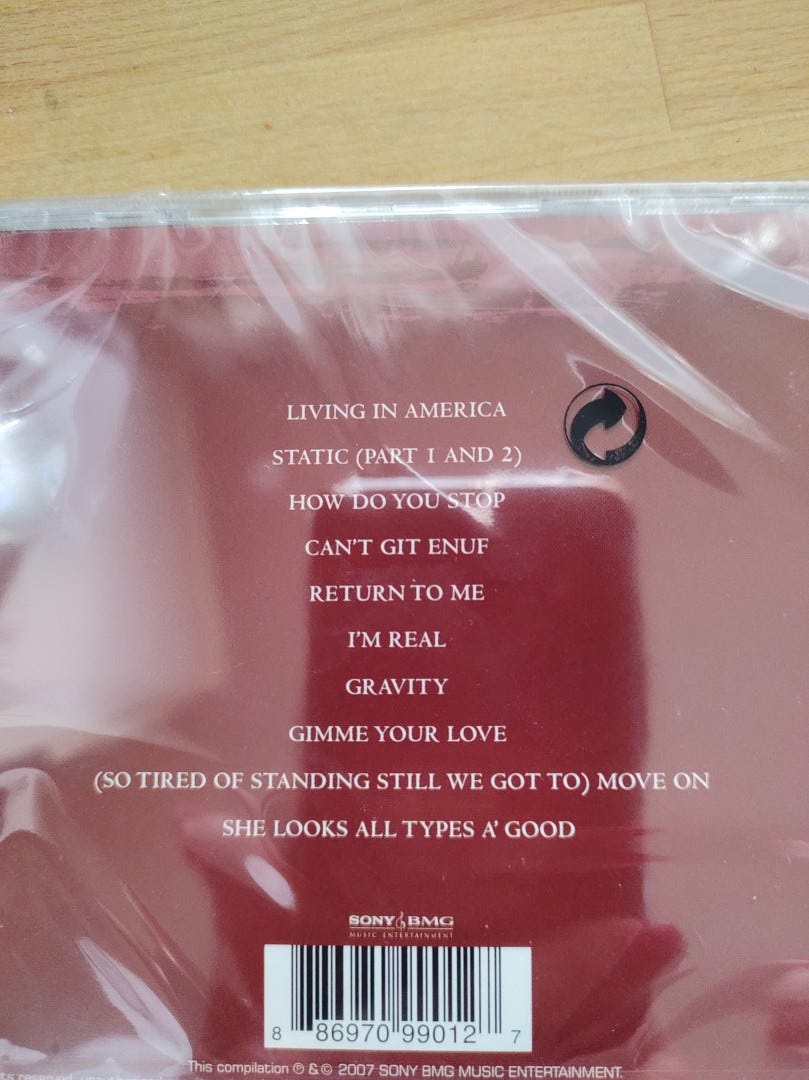 LIVING IN AMERICA
STATIC (PART 1 AND 2)
HOW DO YOU STOP
CAN'T GIT ENUF
RETURN TO ME
I'M REAL
GRAVITY
GIMME YOUR LOVE
(SO TIRED OF STANDING STILL WE GOT TO) MOVE ON
SHE LOOKS ALL TYPES A' GOOD
SONY BMG
MUSIC ENTERTAINMENT
8 86970 99012 7
This compilation ℗ & © 2007 SONY BMG MUSIC ENTERTAINMENT.
reserved.